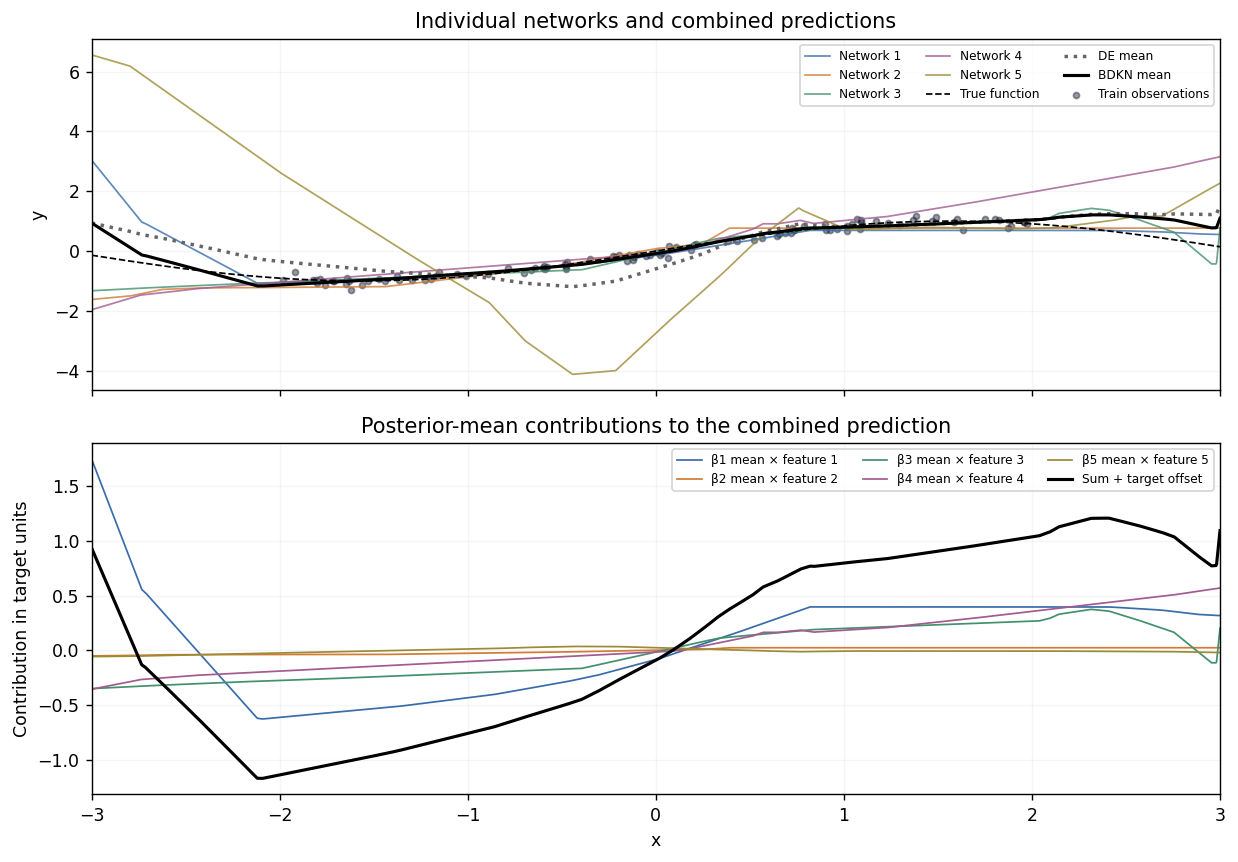 Individual networks and combined predictions
Network 1 Network 4 DE mean
Network 2 Network 5 BDKN mean
Network 3 True function Train observations
6
4
2
0
−2
−4
y
Posterior-mean contributions to the combined prediction
β1 mean × feature 1 β3 mean × feature 3 β5 mean × feature 5
β2 mean × feature 2 β4 mean × feature 4 Sum + target offset
1.5
1.0
0.5
0.0
−0.5
−1.0
Contribution in target units
−3 −2 −1 0 1 2 3
x